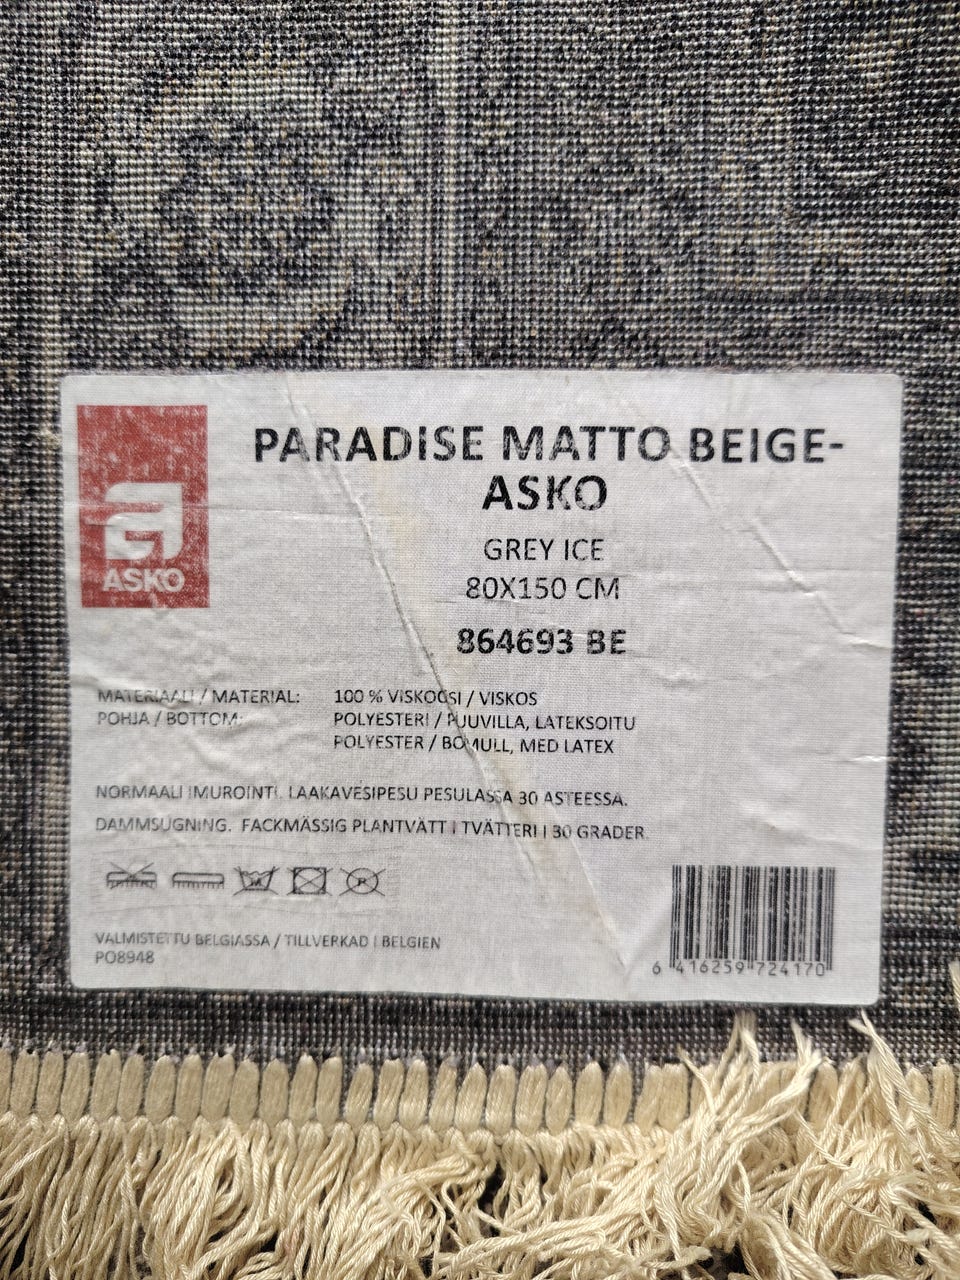 PARADISE MATTO BEIGE-
ASKO
ASKO
GREY ICE
80X150 CM
864693 BE
MATERIAALI / MATERIAL: 100 % VISKOOSI / VISKOS
POHJA / BOTTOM: POLYESTERI / PUUVILLA, LATEKSOITU
POLYESTER / BOMULL, MED LATEX
NORMAALI IMUROINTI. LAAKAVESIPESU PESULASSA 30 ASTEESSA.
DAMMSUGNING. FACKMÄSSIG PLANTVÄTT I TVÄTTERI I 30 GRADER.
VALMISTETTU BELGIASSA / TILLVERKAD I BELGIEN
PO8948
6 416259 724170